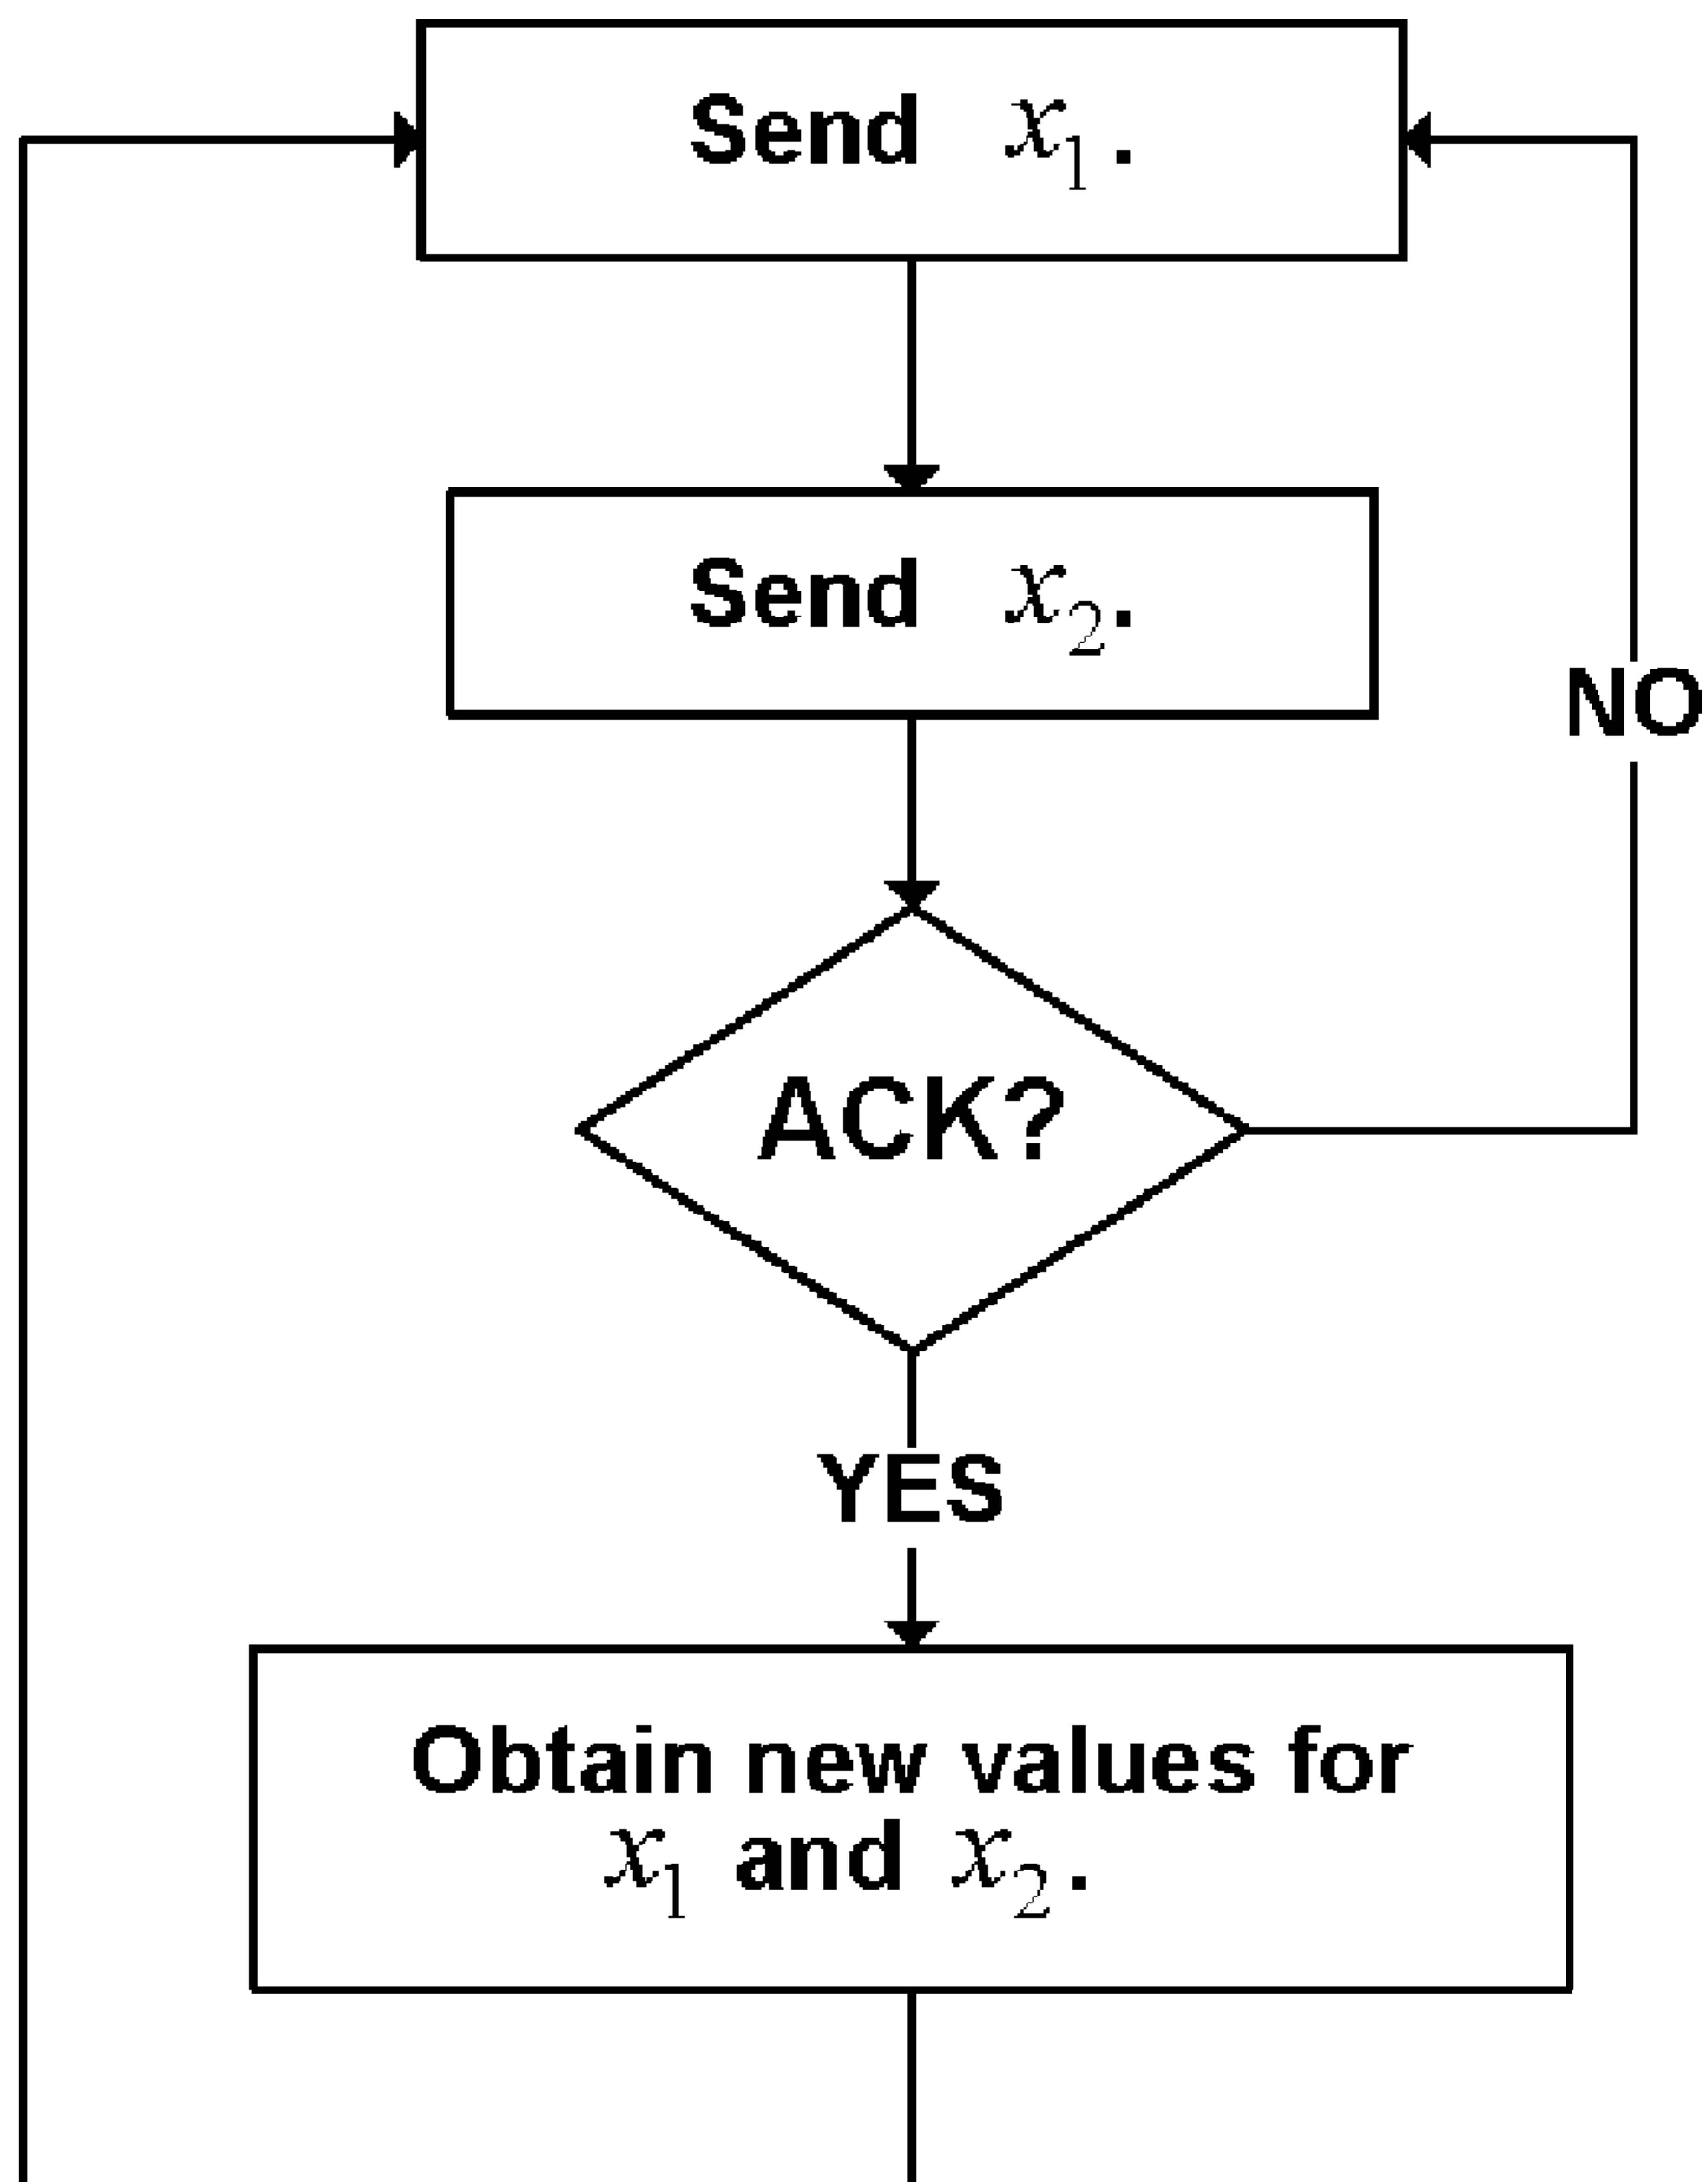 Send x₁.
Send x₂.
NO
ACK?
YES
Obtain new values for
x₁ and x₂.